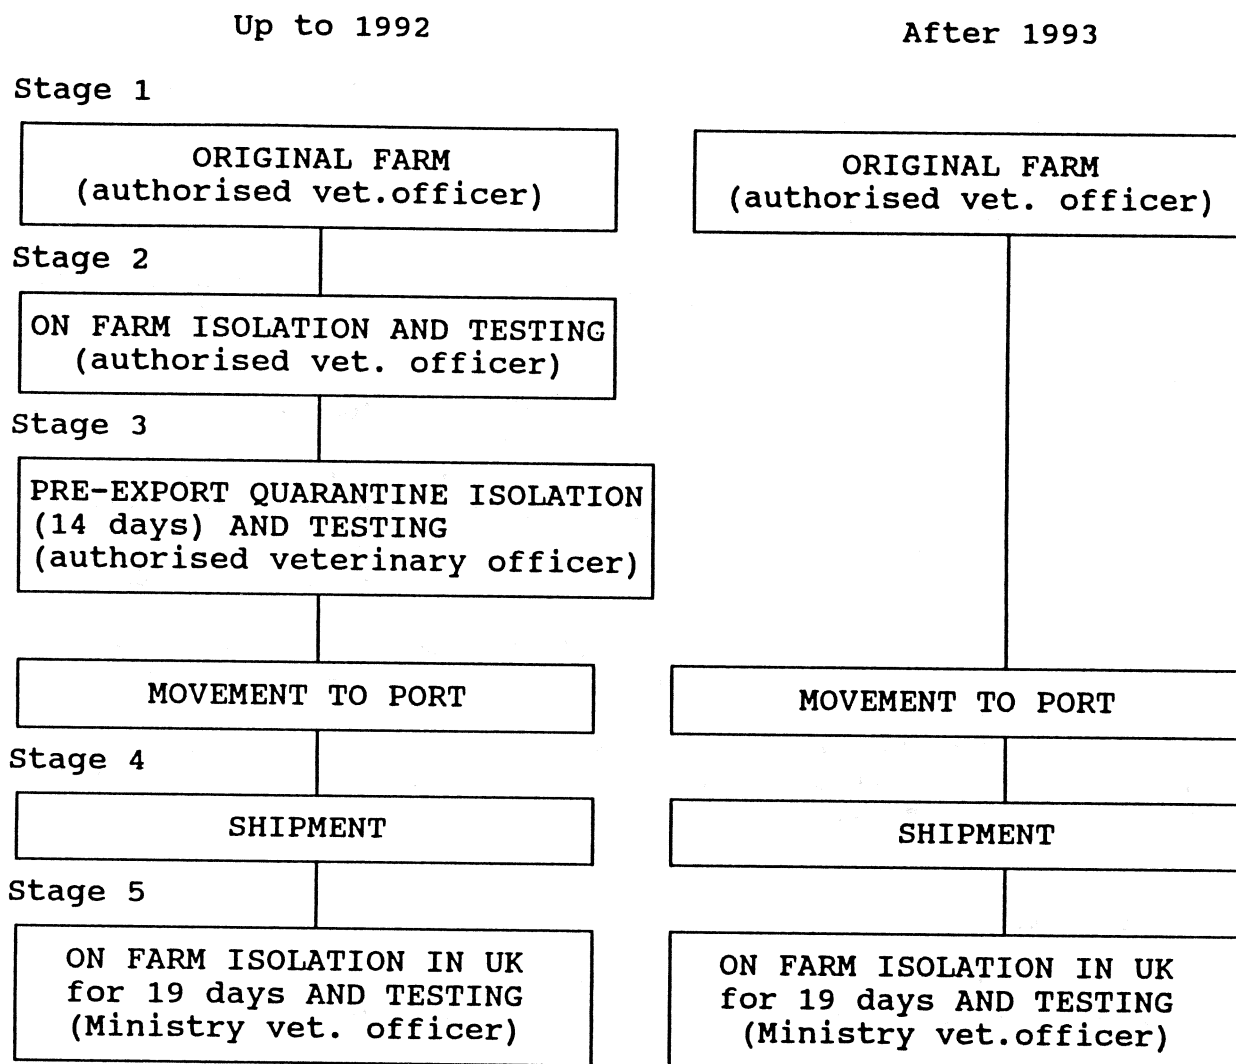 Up to 1992
After 1993
Stage 1
ORIGINAL FARM
(authorised vet.officer)
ORIGINAL FARM
(authorised vet. officer)
Stage 2
ON FARM ISOLATION AND TESTING
(authorised vet. officer)
Stage 3
PRE-EXPORT QUARANTINE ISOLATION
(14 days) AND TESTING
(authorised veterinary officer)
MOVEMENT TO PORT
MOVEMENT TO PORT
Stage 4
SHIPMENT
SHIPMENT
Stage 5
ON FARM ISOLATION IN UK
for 19 days AND TESTING
(Ministry vet. officer)
ON FARM ISOLATION IN UK
for 19 days AND TESTING
(Ministry vet.officer)